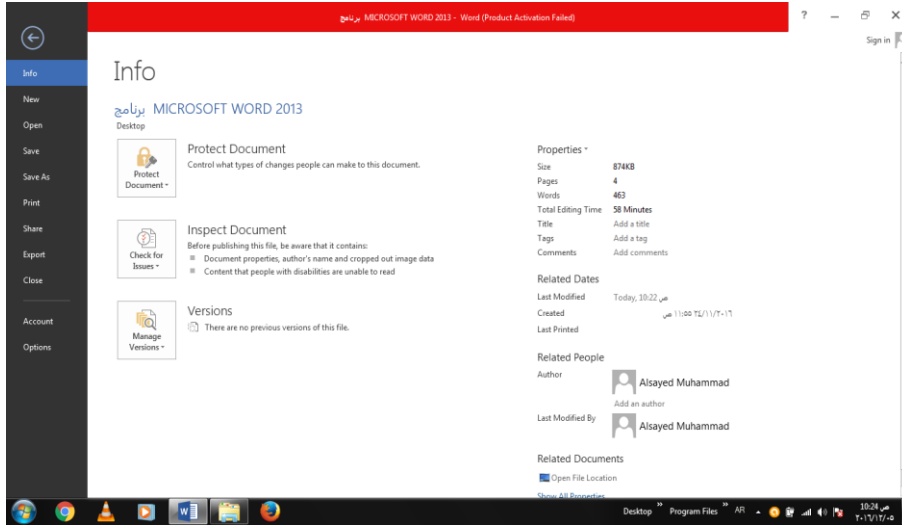 برنامج MICROSOFT WORD 2013 - Word (Product Activation Failed)
?
Sign in
Info
New
Open
Save
Save As
Print
Share
Export
Close
Account
Options
Info
برنامج MICROSOFT WORD 2013
Desktop
Protect
Document
Protect Document
Control what types of changes people can make to this document.
Check for
Issues
Inspect Document
Before publishing this file, be aware that it contains:
Document properties, author's name and cropped out image data
Content that people with disabilities are unable to read
Manage
Versions
Versions
There are no previous versions of this file.
Properties
Size 874KB
Pages 4
Words 463
Total Editing Time 58 Minutes
Title Add a title
Tags Add a tag
Comments Add comments
Related Dates
Last Modified Today, 10:22 ص
Created ٢٤/١١/٢٠١٦ ١١:٥٥ ص
Last Printed
Related People
Author Alsayed Muhammad
Add an author
Last Modified By Alsayed Muhammad
Related Documents
Open File Location
Show All Properties
Desktop » Program Files » AR 10:24 ص
٢٠١٦/١٢/٠٥